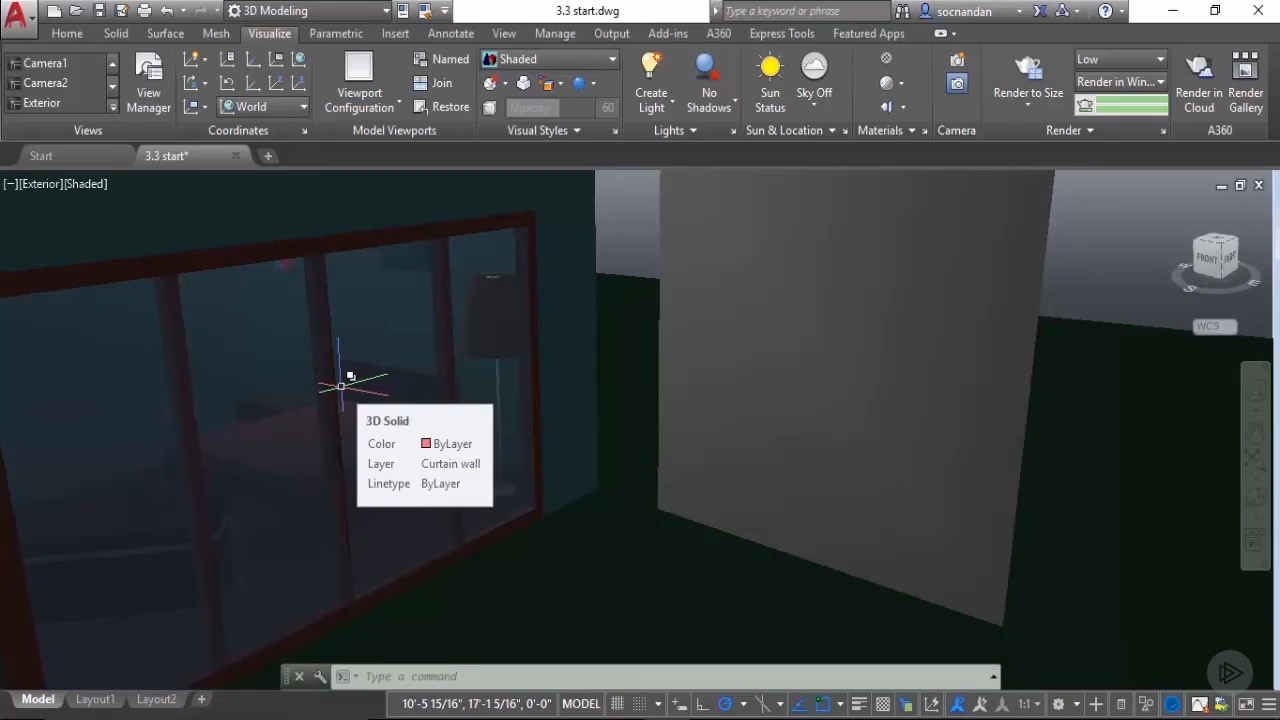 3D Modeling
3.3 start.dwg
Type a keyword or phrase
socnandan
Home Solid Surface Mesh Visualize Parametric Insert Annotate View Manage Output Add-ins A360 Express Tools Featured Apps
Camera1
Camera2
Exterior
View
Manager
World
Viewport
Configuration
Named
Join
Restore
Shaded
Opacity 60
Create
Light
No
Shadows
Sun
Status
Sky Off
Render to Size
Low
Render in Win...
Render in
Cloud
Render
Gallery
Views Coordinates Model Viewports Visual Styles Lights Sun & Location Materials Camera Render A360
Start 3.3 start*
[−][Exterior][Shaded]
FRONT
S
E
WCS
3D Solid
Color ByLayer
Layer Curtain wall
Linetype ByLayer
Type a command
Model Layout1 Layout2
10'-5 15/16", 17'-1 5/16", 0'-0" MODEL 1:1